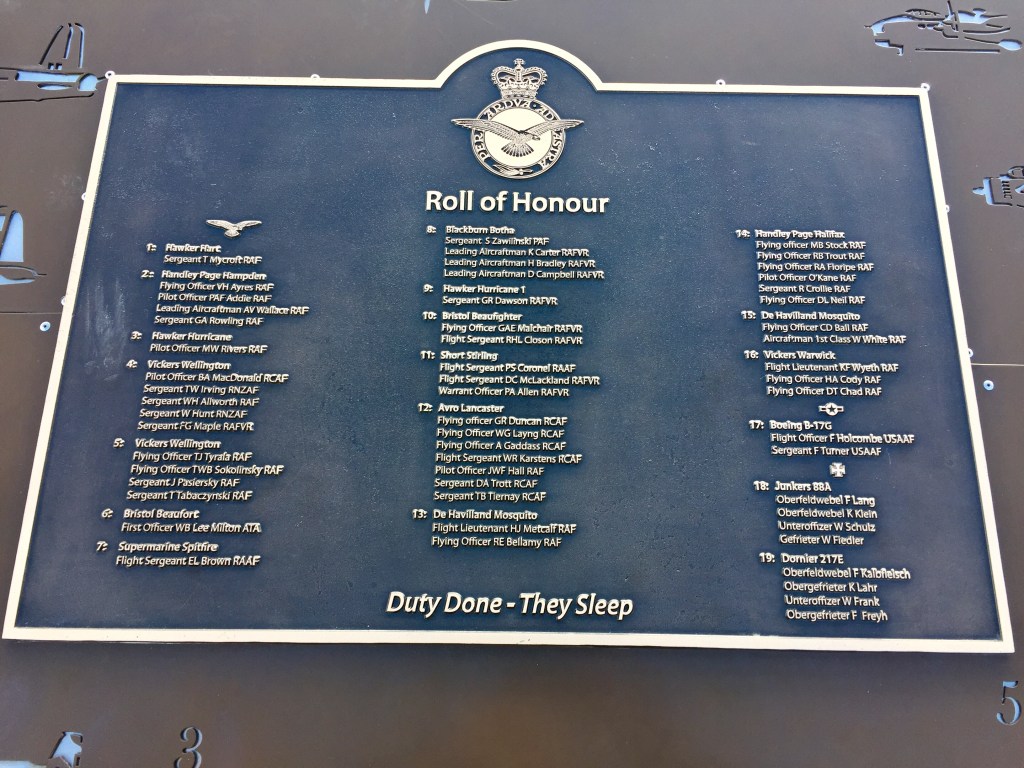 PER ARDVA AD ASTRA
Roll of Honour
1: Hawker Hart
Sergeant T Mycroft RAF
2: Handley Page Hampden
Flying Officer VH Ayres RAF
Pilot Officer PAF Addie RAF
Leading Aircraftman AV Wallace RAF
Sergeant GA Rowling RAF
3: Hawker Hurricane
Pilot Officer MW Rivers RAF
4: Vickers Wellington
Pilot Officer BA MacDonald RCAF
Sergeant TW Irving RNZAF
Sergeant WH Allworth RAF
Sergeant W Hunt RNZAF
Sergeant FG Maple RAFVR
5: Vickers Wellington
Flying Officer TJ Tyrala RAF
Flying Officer TWB Sokolinsky RAF
Sergeant J Pasiersky RAF
Sergeant T Tabaczynski RAF
6: Bristol Beaufort
First Officer WB Lee Milton ATA
7: Supermarine Spitfire
Flight Sergeant EL Brown RAAF
8: Blackburn Botha
Sergeant S Zawilinski PAF
Leading Aircraftman K Carter RAFVR
Leading Aircraftman H Bradley RAFVR
Leading Aircraftman D Campbell RAFVR
9: Hawker Hurricane 1
Sergeant GR Dawson RAFVR
10: Bristol Beaufighter
Flying Officer GAE Malchair RAFVR
Flight Sergeant RHL Closon RAFVR
11: Short Stirling
Flight Sergeant PS Coronel RAAF
Flight Sergeant DC McLackland RAFVR
Warrant Officer PA Allen RAFVR
12: Avro Lancaster
Flying officer GR Duncan RCAF
Flying Officer WG Layng RCAF
Flying Officer A Gaddass RCAF
Flight Sergeant WR Karstens RCAF
Pilot Officer JWF Hall RAF
Sergeant DA Trott RCAF
Sergeant TB Tiernay RCAF
13: De Havilland Mosquito
Flight Lieutenant HJ Metcalf RAF
Flying Officer RE Bellamy RAF
14: Handley Page Halifax
Flying officer MB Stock RAF
Flying Officer RB Trout RAF
Flying Officer RA Floripe RAF
Pilot Officer O'Kane RAF
Sergeant R Crollie RAF
Flying Officer DL Neil RAF
15: De Havilland Mosquito
Flying Officer CD Ball RAF
Aircraftman 1st Class W White RAF
16: Vickers Warwick
Flight Lieutenant KF Wyeth RAF
Flying Officer HA Cody RAF
Flying Officer DT Chad RAF
17: Boeing B-17G
Flight Officer F Holcombe USAAF
Sergeant F Turner USAAF
18: Junkers 88A
Oberfeldwebel F Lang
Oberfeldwebel K Klein
Unteroffizer W Schulz
Gefrieter W Fiedler
19: Dornier 217E
Oberfeldwebel F Kalbfleisch
Obergefrieter K Lahr
Unteroffizer W Frank
Obergefrieter F Freyh
Duty Done - They Sleep
3
5